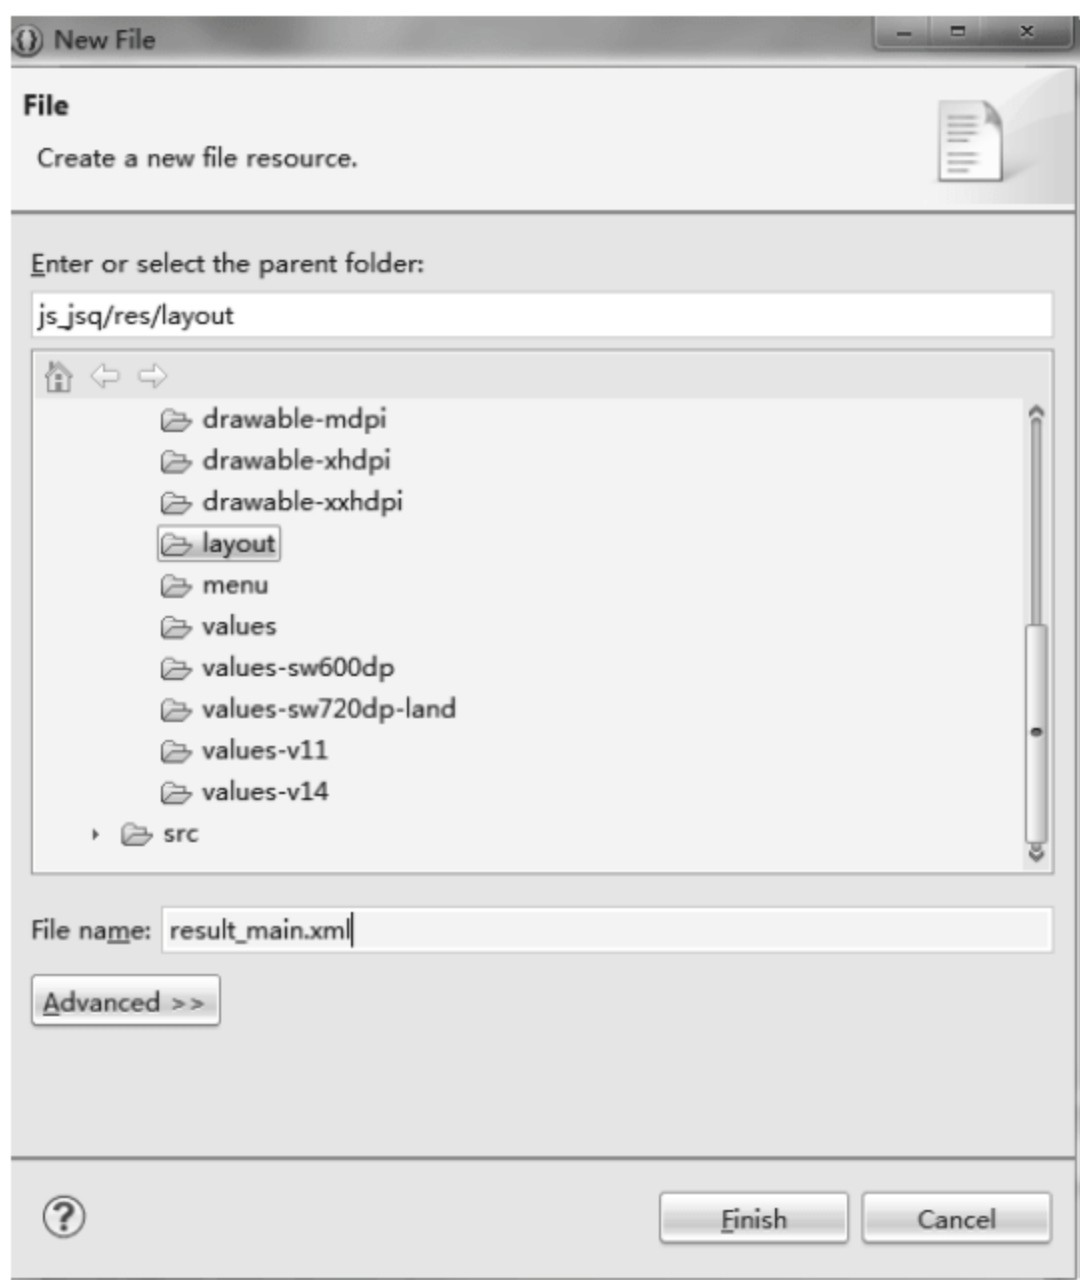 New File
File
Create a new file resource.
Enter or select the parent folder:
js_jsq/res/layout
drawable-mdpi
drawable-xhdpi
drawable-xxhdpi
layout
menu
values
values-sw600dp
values-sw720dp-land
values-v11
values-v14
src
File name: result_main.xml
Advanced >>
Finish Cancel